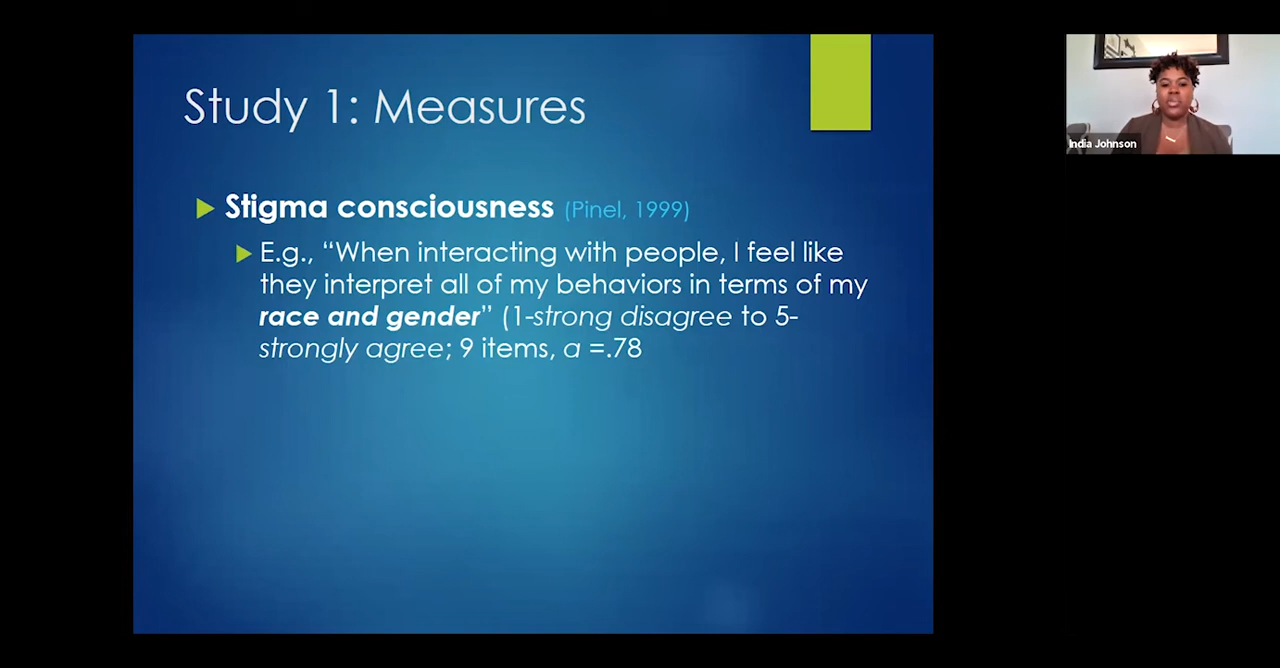 Study 1: Measures
Stigma consciousness (Pinel, 1999)
E.g., “When interacting with people, I feel like
they interpret all of my behaviors in terms of my
race and gender” (1-strong disagree to 5-
strongly agree; 9 items, α =.78
India Johnson